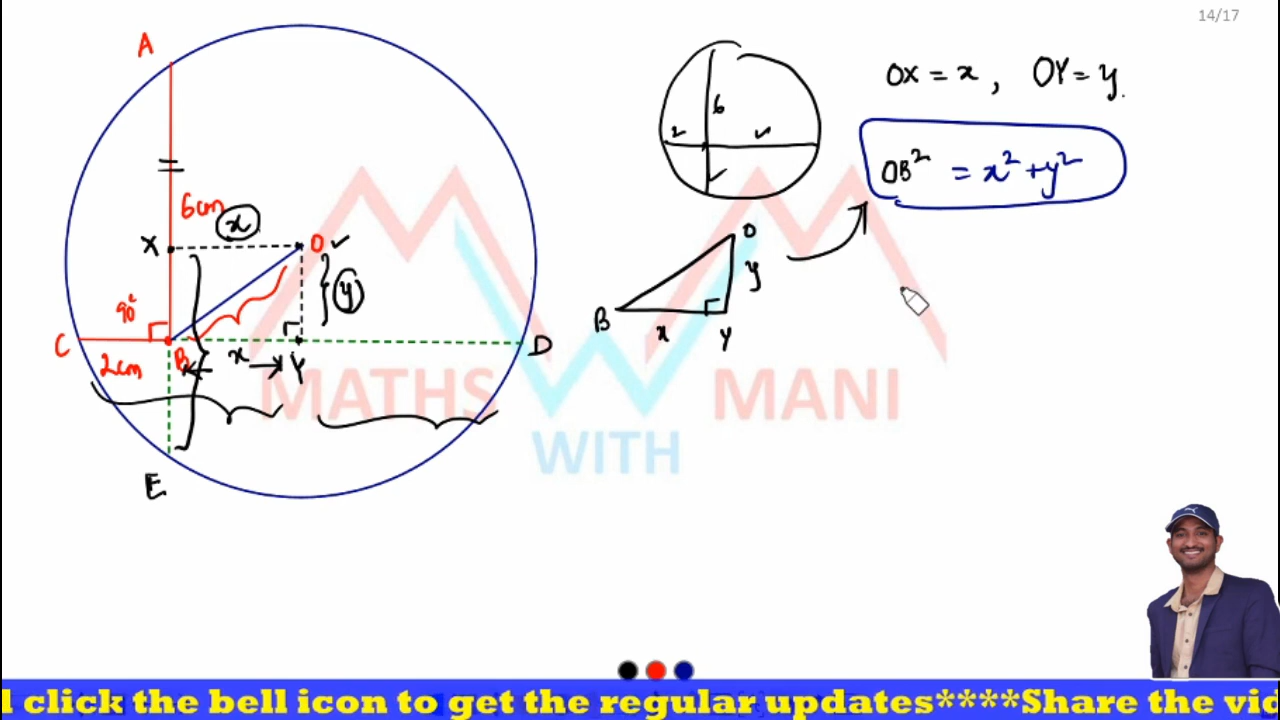 14/17
A
6cm
x
X
O ✓
y
90°
C
B
2cm
x
Y
D
E
6
2
✓
✓
OX = x , OY = y.
OB² = x² + y²
O
y
B
x
Y
MATHS
WITH
MANI
l click the bell icon to get the regular updates****Share the vid